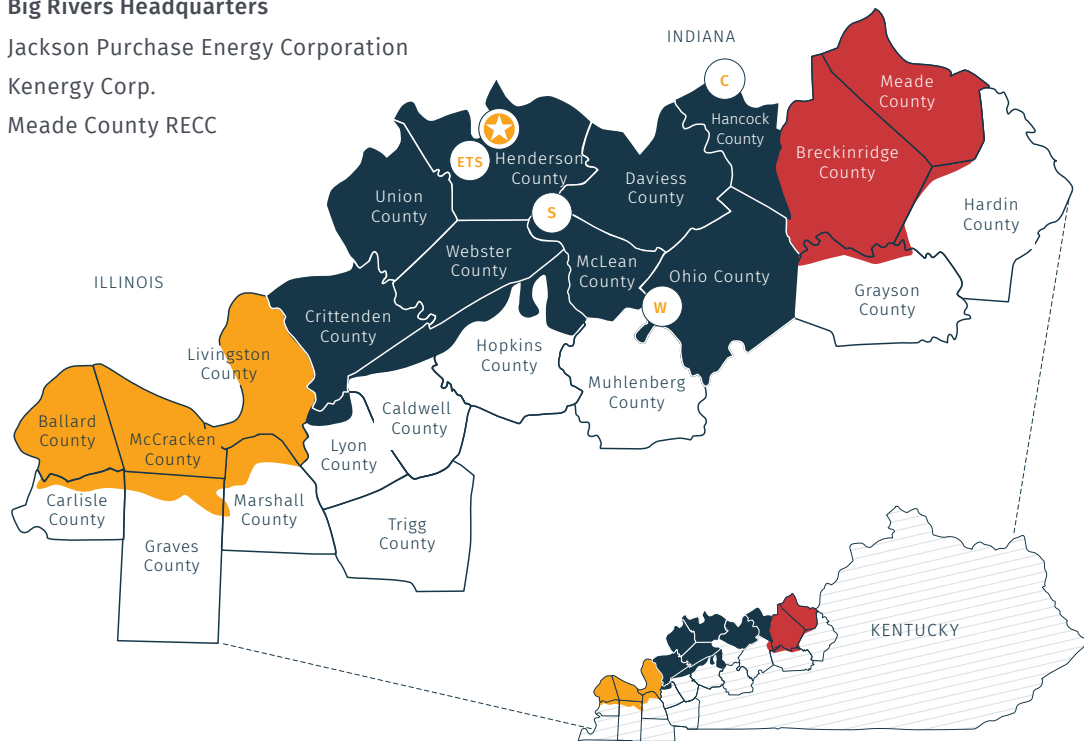 Big Rivers Headquarters
Jackson Purchase Energy Corporation
Kenergy Corp.
Meade County RECC
INDIANA
C
Meade
County
Hancock
County
Breckinridge
County
ETS
Henderson
County
Daviess
County
Union
County
S
Hardin
County
Webster
County
McLean
County
Ohio County
ILLINOIS
Grayson
County
W
Crittenden
County
Livingston
County
Hopkins
County
Muhlenberg
County
Caldwell
County
Ballard
County
McCracken
County
Lyon
County
Carlisle
County
Marshall
County
Trigg
County
Graves
County
KENTUCKY